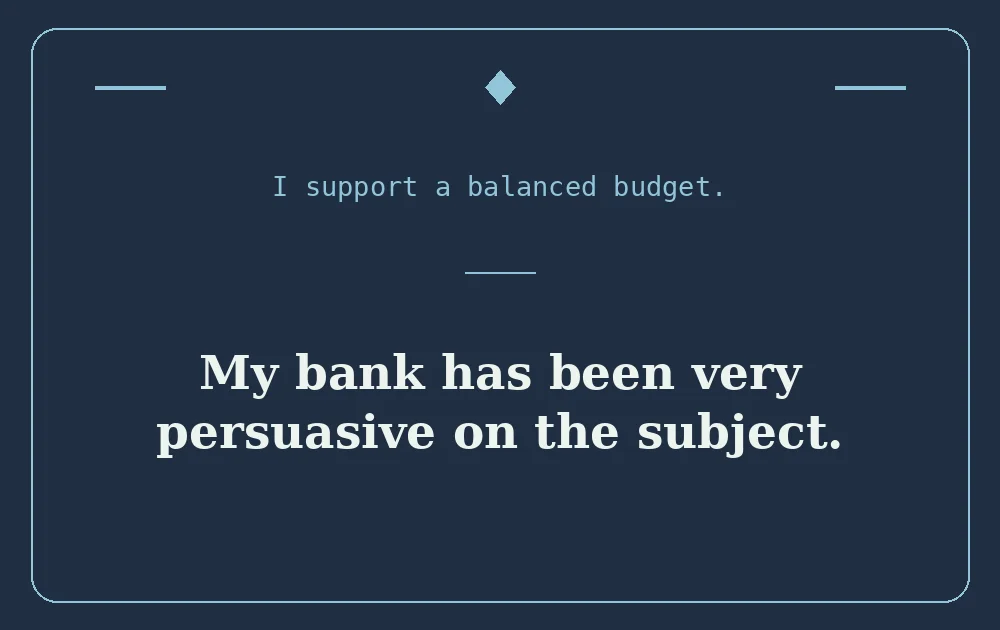 I support a balanced budget.
My bank has been very
persuasive on the subject.